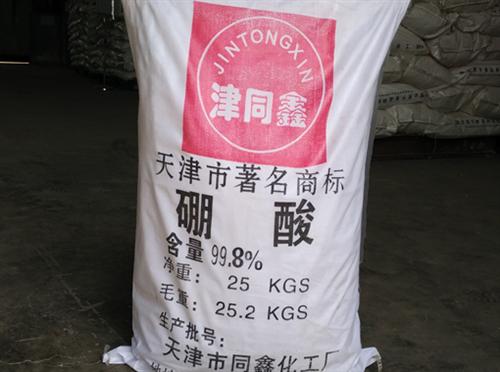 JINTONGXIN
津同鑫
天津市著名商标
硼 酸
含量 99.8%
净重: 25 KGS
毛重: 25.2 KGS
生产批号:
天津市同鑫化工厂